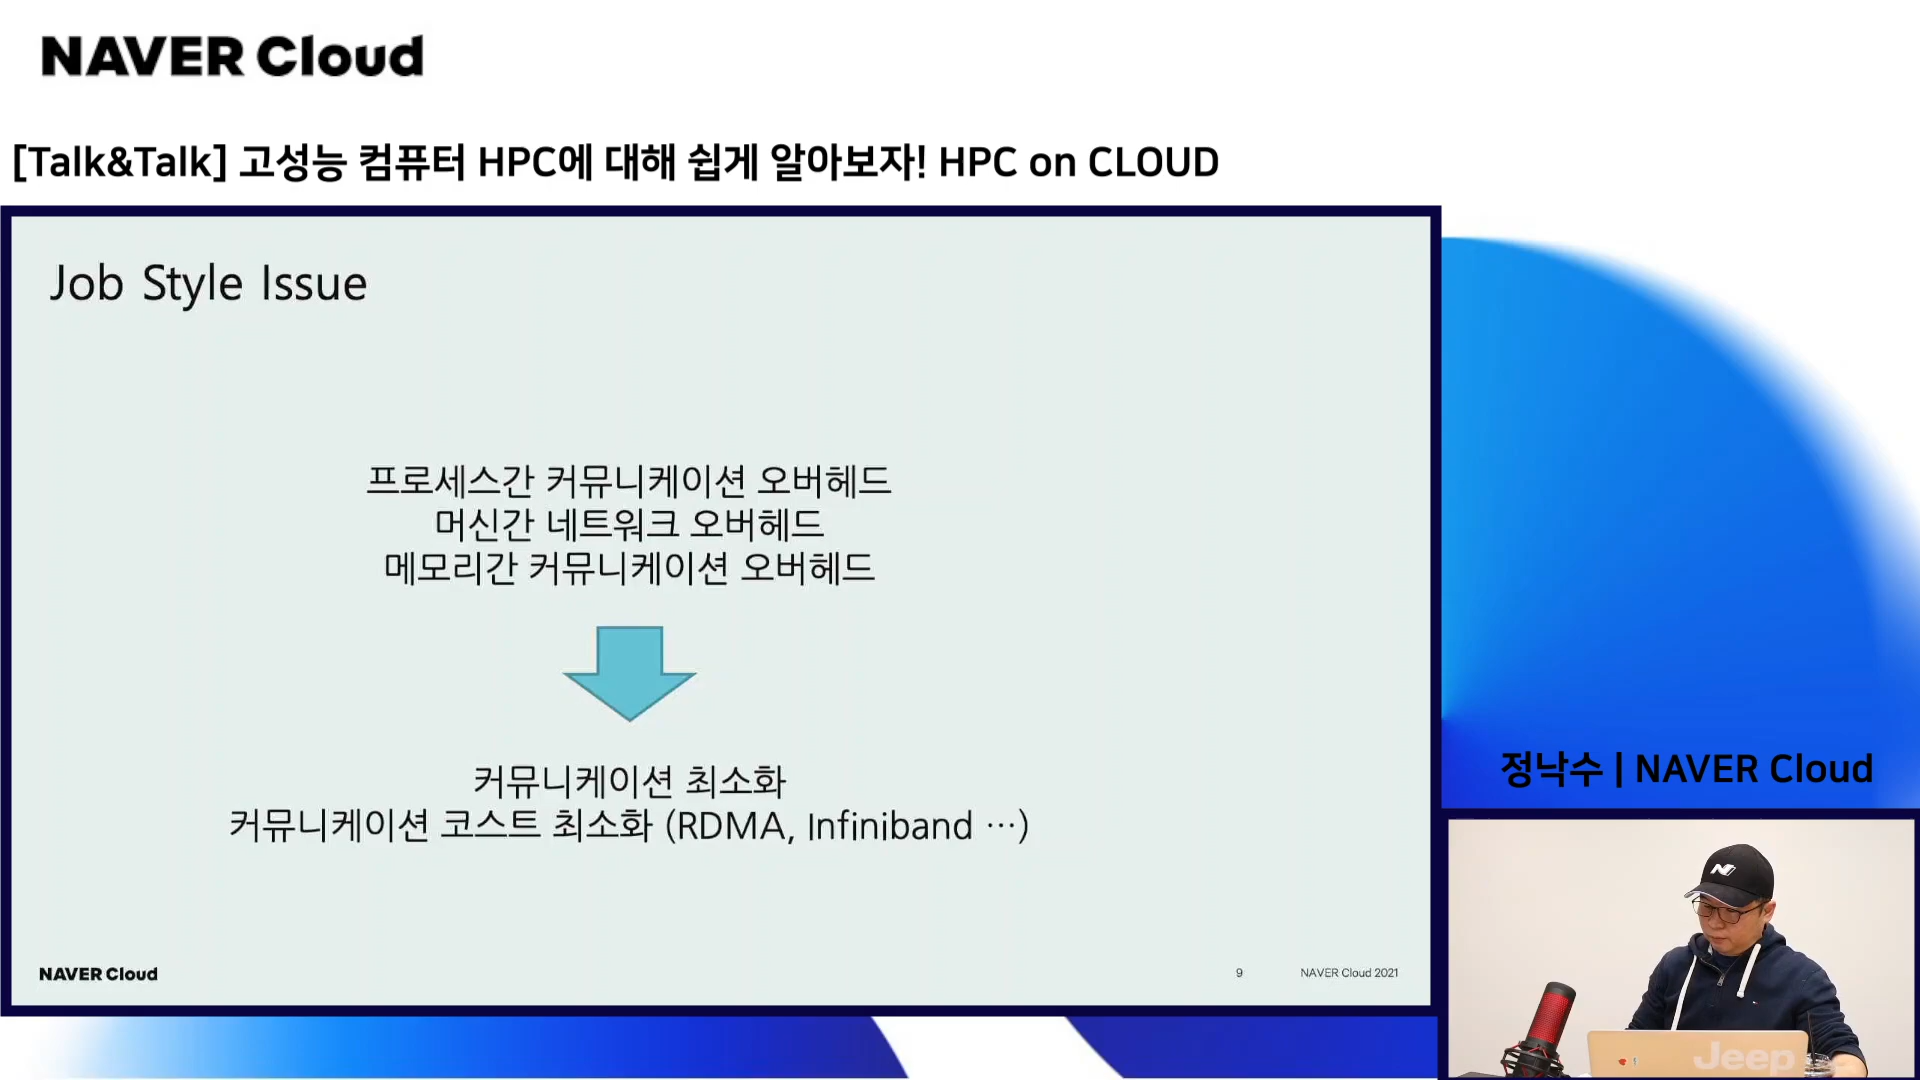 NAVER Cloud
[Talk&Talk] 고성능 컴퓨터 HPC에 대해 쉽게 알아보자! HPC on CLOUD
Job Style Issue
프로세스간 커뮤니케이션 오버헤드
머신간 네트워크 오버헤드
메모리간 커뮤니케이션 오버헤드
커뮤니케이션 최소화
커뮤니케이션 코스트 최소화 (RDMA, Infiniband ···)
NAVER Cloud
9
NAVER Cloud 2021
정낙수 | NAVER Cloud
N
Jeep